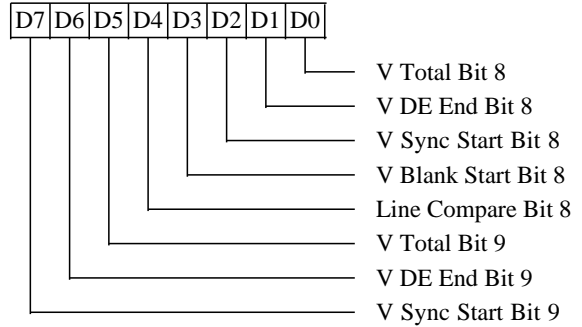 D7 D6 D5 D4 D3 D2 D1 D0
V Total Bit 8
V DE End Bit 8
V Sync Start Bit 8
V Blank Start Bit 8
Line Compare Bit 8
V Total Bit 9
V DE End Bit 9
V Sync Start Bit 9